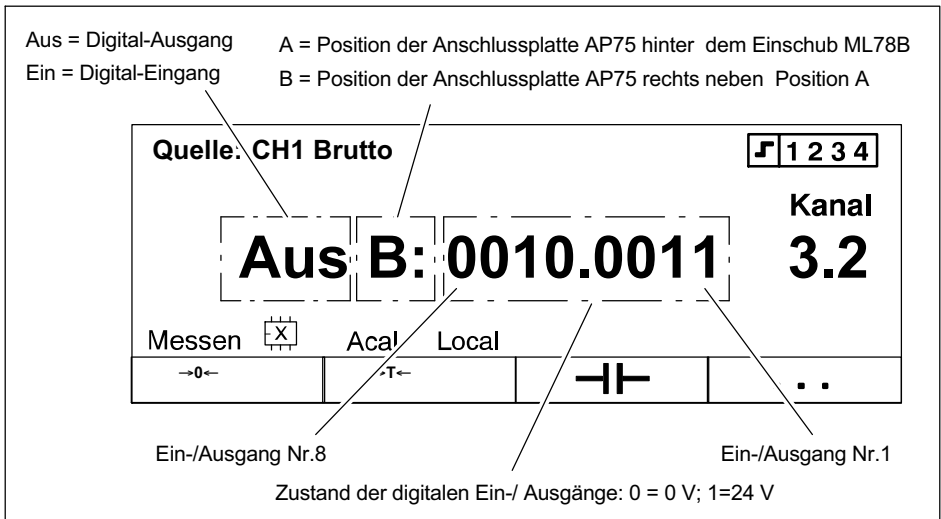 Aus = Digital-Ausgang
Ein = Digital-Eingang
A = Position der Anschlussplatte AP75 hinter dem Einschub ML78B
B = Position der Anschlussplatte AP75 rechts neben Position A
Quelle: CH1 Brutto
1 2 3 4
Kanal
Aus B: 0010.0011 3.2
Messen X Acal Local
→0← →T← . .
Ein-/Ausgang Nr.8
Ein-/Ausgang Nr.1
Zustand der digitalen Ein-/ Ausgänge: 0 = 0 V; 1=24 V